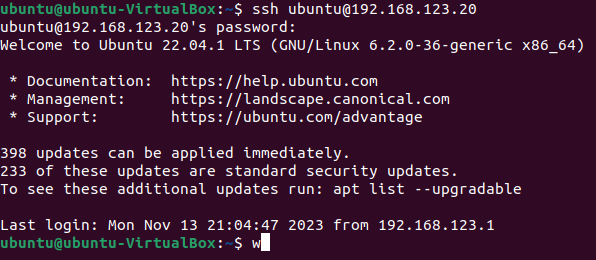 ubuntu@ubuntu-VirtualBox:~$ ssh ubuntu@192.168.123.20
ubuntu@192.168.123.20's password:
Welcome to Ubuntu 22.04.1 LTS (GNU/Linux 6.2.0-36-generic x86_64)
* Documentation: https://help.ubuntu.com
* Management: https://landscape.canonical.com
* Support: https://ubuntu.com/advantage
398 updates can be applied immediately.
233 of these updates are standard security updates.
To see these additional updates run: apt list --upgradable
Last login: Mon Nov 13 21:04:47 2023 from 192.168.123.1
ubuntu@ubuntu-VirtualBox:~$ w